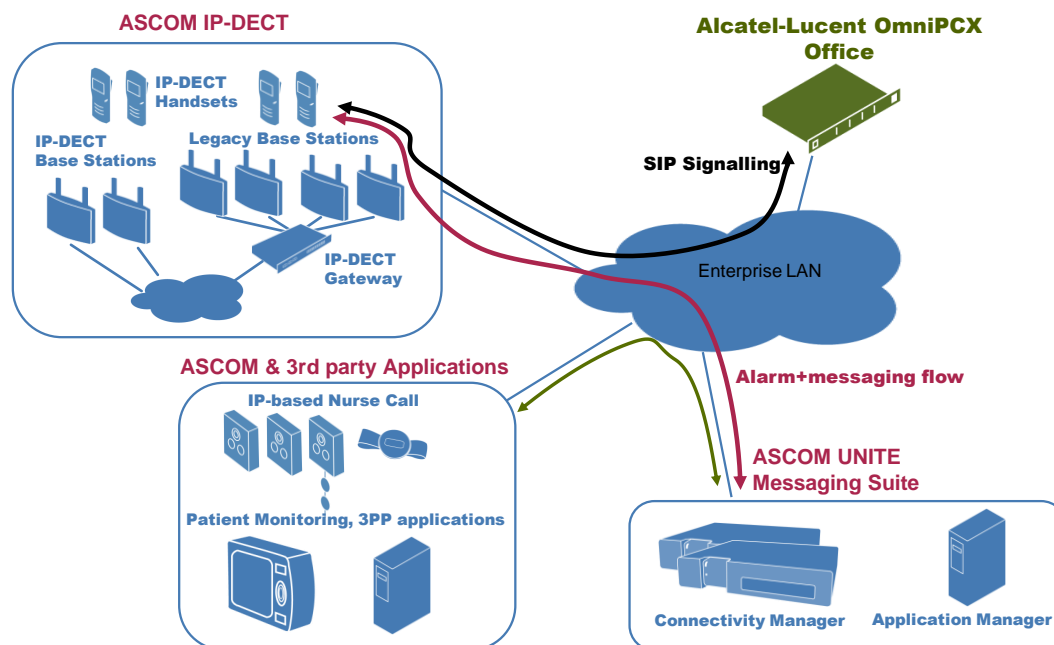 ASCOM IP-DECT
Alcatel-Lucent OmniPCX
Office
IP-DECT
Handsets
IP-DECT
Base Stations
Legacy Base Stations
SIP Signalling
IP-DECT
Gateway
Enterprise LAN
ASCOM & 3rd party Applications
Alarm+messaging flow
IP-based Nurse Call
ASCOM UNITE
Messaging Suite
Patient Monitoring, 3PP applications
Connectivity Manager
Application Manager